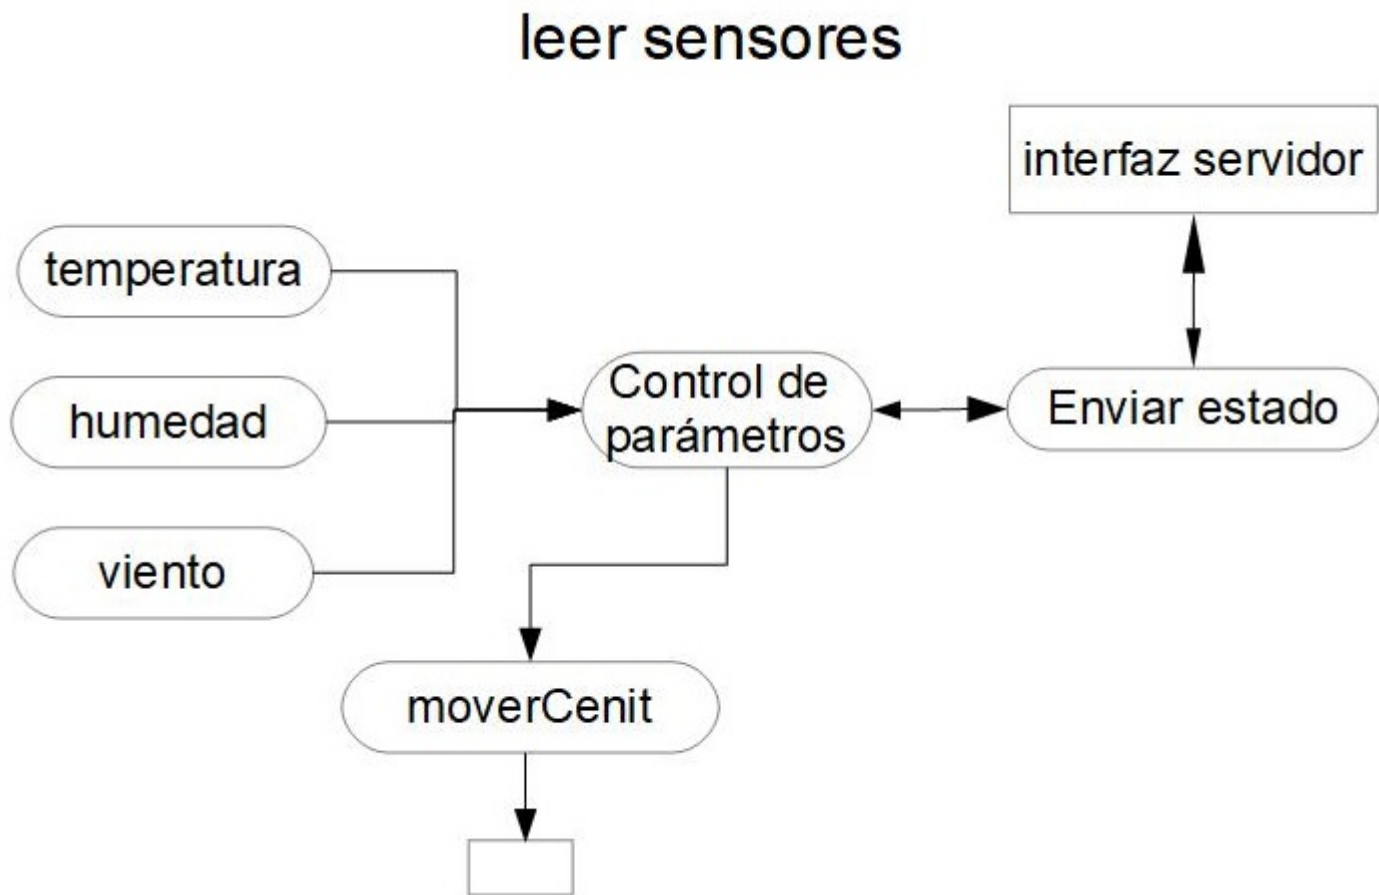 leer sensores
interfaz servidor
temperatura
humedad
viento
Control de
parámetros
Enviar estado
moverCenit